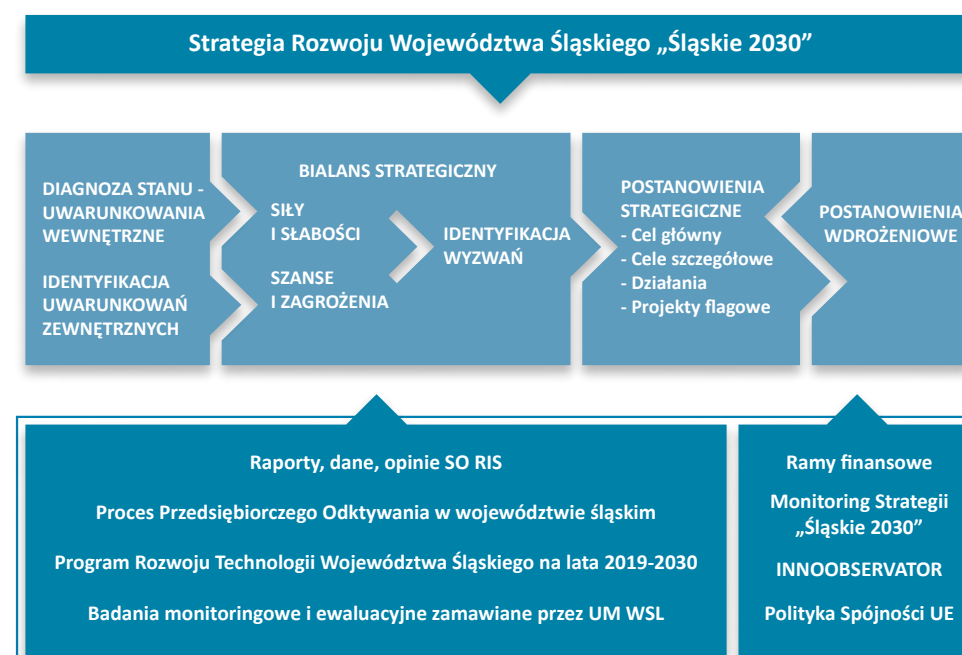 Strategia Rozwoju Województwa Śląskiego „Śląskie 2030”
DIAGNOZA STANU -
UWARUNKOWANIA
WEWNĘTRZNE
IDENTYFIKACJA
UWARUNKOWAŃ
ZEWNĘTRZNYCH
BIALANS STRATEGICZNY
SIŁY
I SŁABOŚCI
SZANSE
I ZAGROŻENIA
IDENTYFIKACJA
WYZWAŃ
POSTANOWIENIA
STRATEGICZNE
- Cel główny
- Cele szczegółowe
- Działania
- Projekty flagowe
POSTANOWIENIA
WDROŻENIOWE
Raporty, dane, opinie SO RIS
Proces Przedsiębiorczego Odktywania w województwie śląskim
Program Rozwoju Technologii Województwa Śląskiego na lata 2019-2030
Badania monitoringowe i ewaluacyjne zamawiane przez UM WSL
Ramy finansowe
Monitoring Strategii
„Śląskie 2030”
INNOOBSERVATOR
Polityka Spójności UE